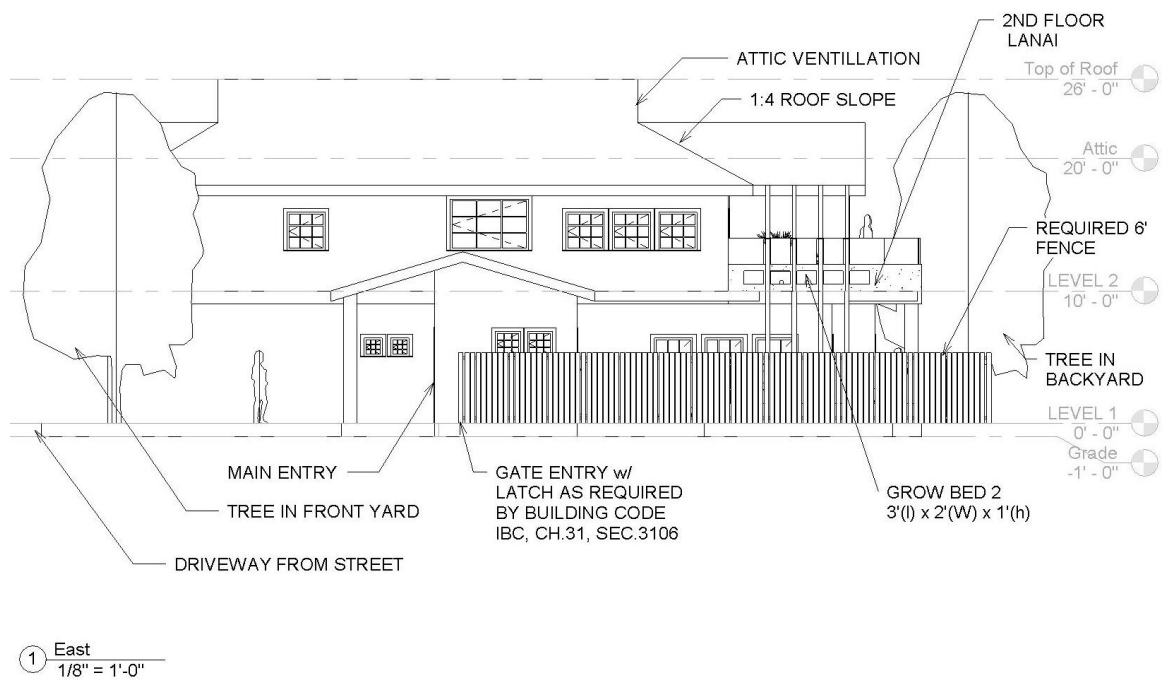 2ND FLOOR
LANAI
ATTIC VENTILLATION
Top of Roof
26' - 0"
1:4 ROOF SLOPE
Attic
20' - 0"
REQUIRED 6'
FENCE
LEVEL 2
10' - 0"
TREE IN
BACKYARD
LEVEL 1
0' - 0"
Grade
-1' - 0"
MAIN ENTRY
GATE ENTRY w/
LATCH AS REQUIRED
BY BUILDING CODE
IBC, CH.31, SEC.3106
GROW BED 2
3'(l) x 2'(W) x 1'(h)
TREE IN FRONT YARD
DRIVEWAY FROM STREET
1
East
1/8" = 1'-0"